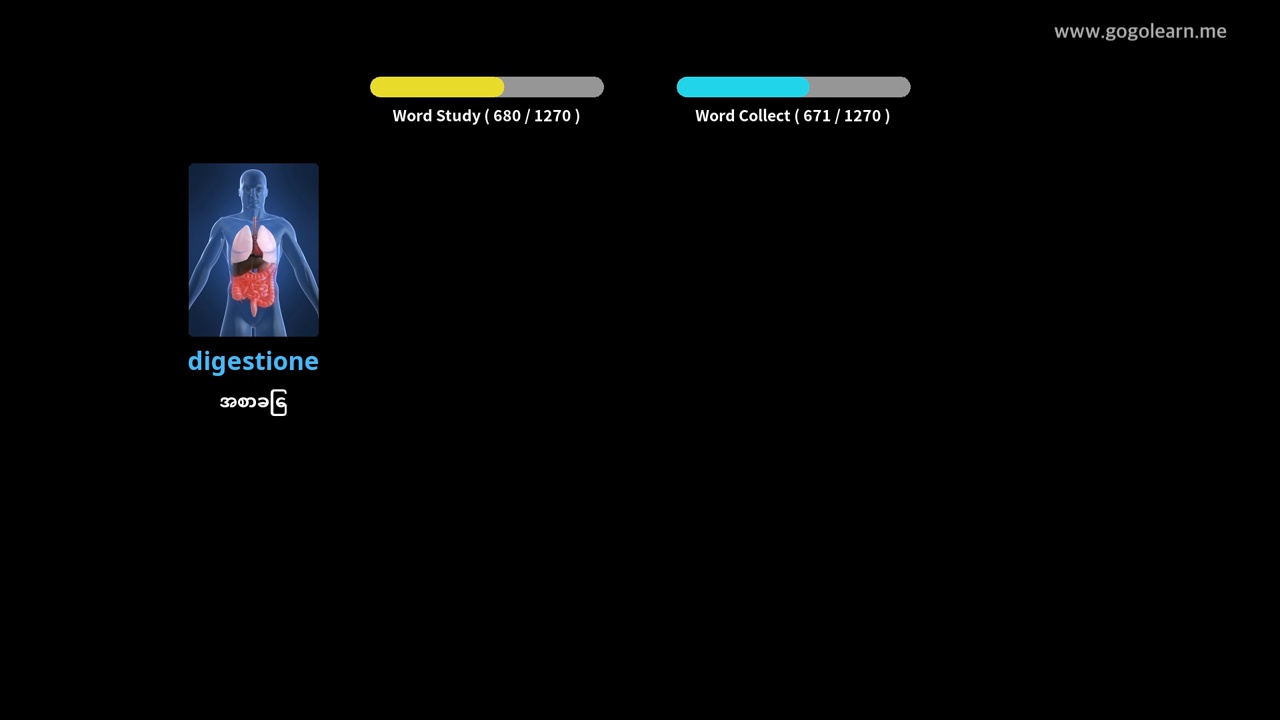 www.gogolearn.me
Word Study ( 680 / 1270 )
Word Collect ( 671 / 1270 )
digestione
အစာခြေ